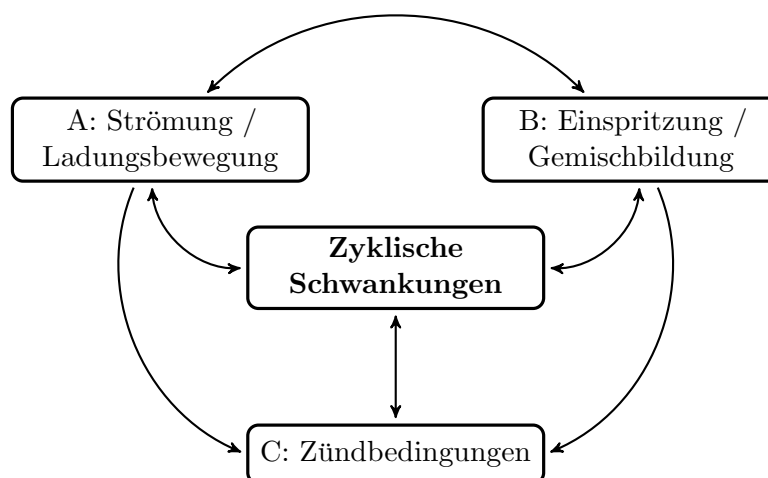 A: Strömung /
Ladungsbewegung
B: Einspritzung /
Gemischbildung
Zyklische
Schwankungen
C: Zündbedingungen